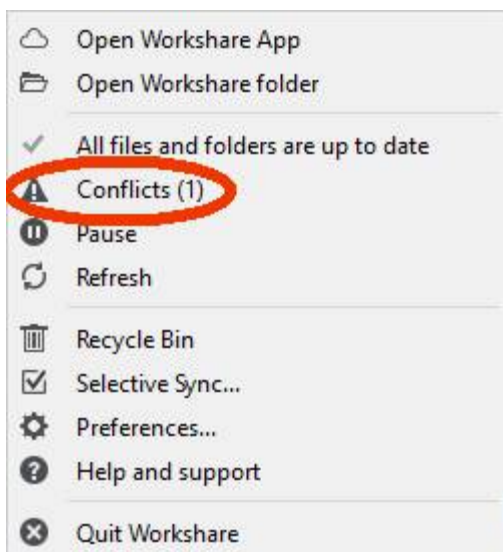 Open Workshare App
Open Workshare folder
All files and folders are up to date
Conflicts (1)
Pause
Refresh
Recycle Bin
Selective Sync...
Preferences...
Help and support
Quit Workshare